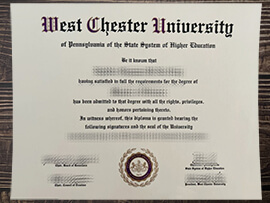 West Chester University
of Pennsylvania of the State System of Higher Education
Be it known that
having satisfied in full the requirements for the degree of
has been admitted to that degree with all the rights, privileges,
and honors pertaining thereto.
In witness whereof, this diploma is granted bearing the
following signatures and the seal of the University